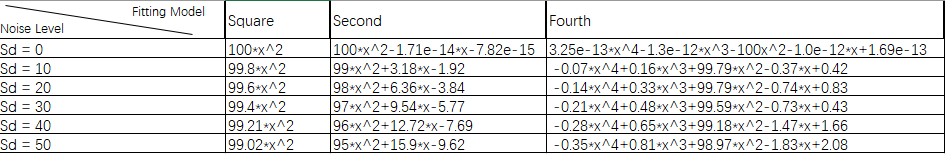 Fitting Model
Noise Level
Square
Second
Fourth
Sd = 0
100*x^2
100*x^2-1.71e-14*x-7.82e-15
3.25e-13*x^4-1.3e-12*x^3-100x^2-1.0e-12*x+1.69e-13
Sd = 10
99.8*x^2
99*x^2+3.18*x-1.92
-0.07*x^4+0.16*x^3+99.79*x^2-0.37*x+0.42
Sd = 20
99.6*x^2
98*x^2+6.36*x-3.84
-0.14*x^4+0.33*x^3+99.79*x^2-0.74*x+0.83
Sd = 30
99.4*x^2
97*x^2+9.54*x-5.77
-0.21*x^4+0.48*x^3+99.59*x^2-0.73*x+0.43
Sd = 40
99.21*x^2
96*x^2+12.72*x-7.69
-0.28*x^4+0.65*x^3+99.18*x^2-1.47*x+1.66
Sd = 50
99.02*x^2
95*x^2+15.9*x-9.62
-0.35*x^4+0.81*x^3+98.97*x^2-1.83*x+2.08